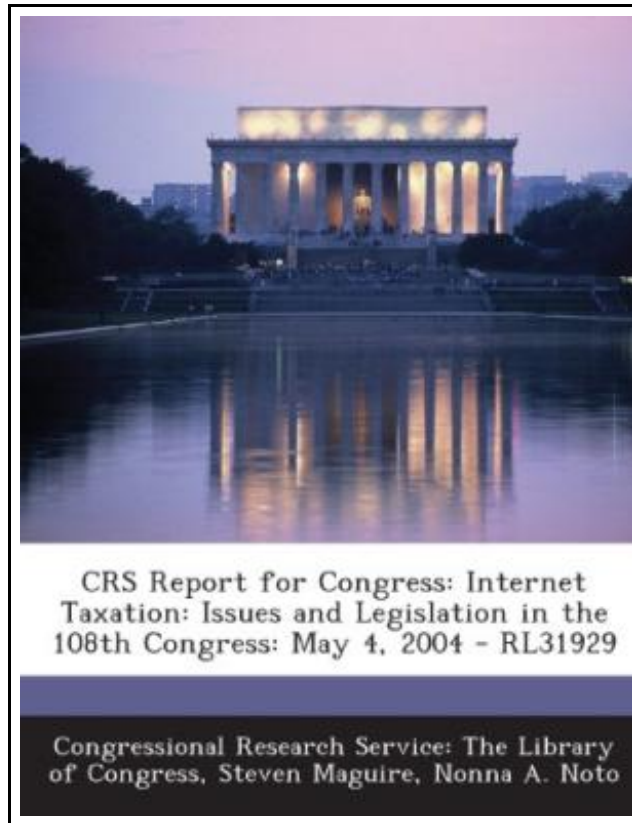 CRS Report for Congress: Internet
Taxation: Issues and Legislation in the
108th Congress: May 4, 2004 - RL31929
Congressional Research Service: The Library
of Congress, Steven Maguire, Nonna A. Noto